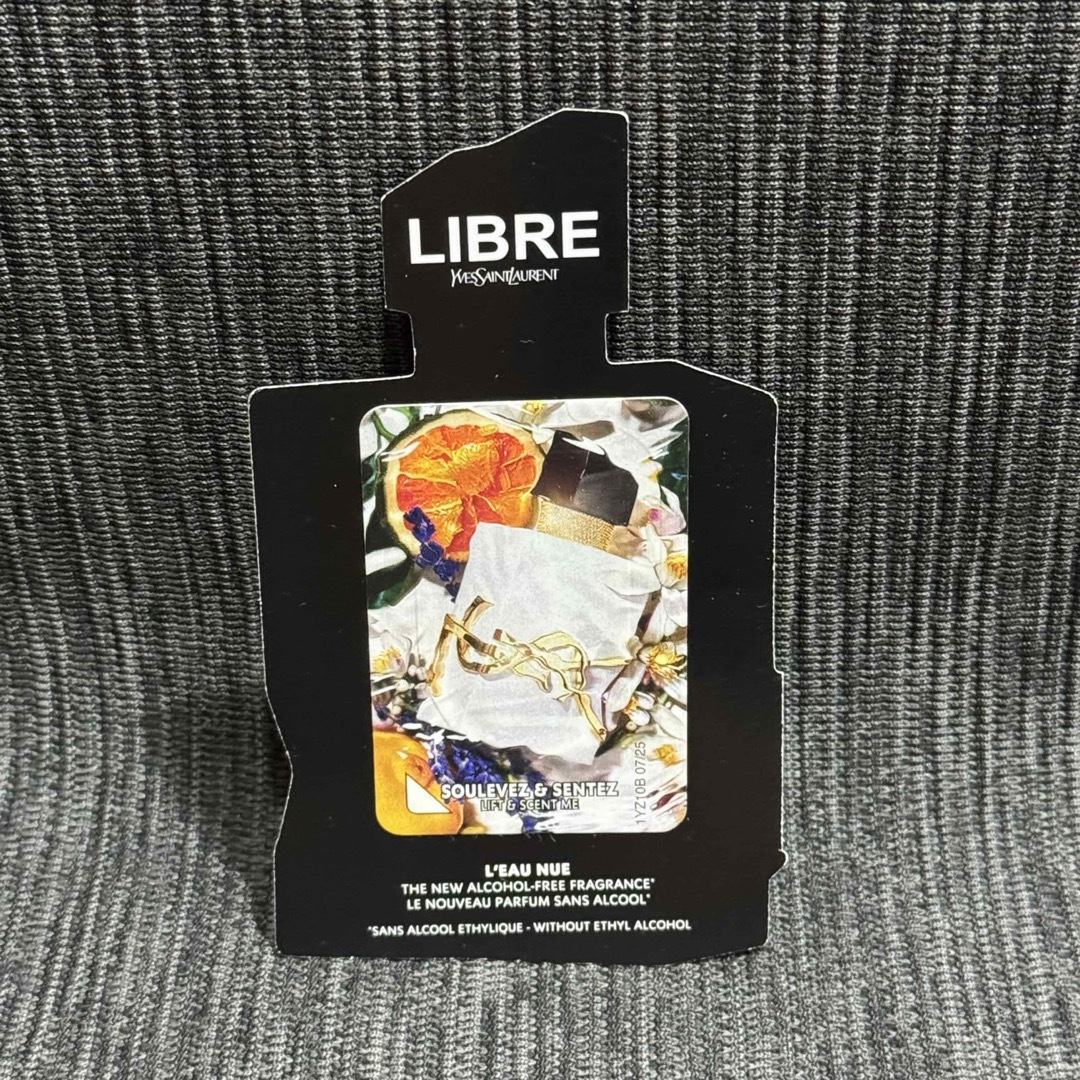 LIBRE
YVESSAINTLAURENT
YSL
SOULEVEZ & SENTEZ
LIFT & SCENT ME
1YZ10B 07/25
L'EAU NUE
THE NEW ALCOHOL-FREE FRAGRANCE*
LE NOUVEAU PARFUM SANS ALCOOL*
*SANS ALCOOL ETHYLIQUE - WITHOUT ETHYL ALCOHOL